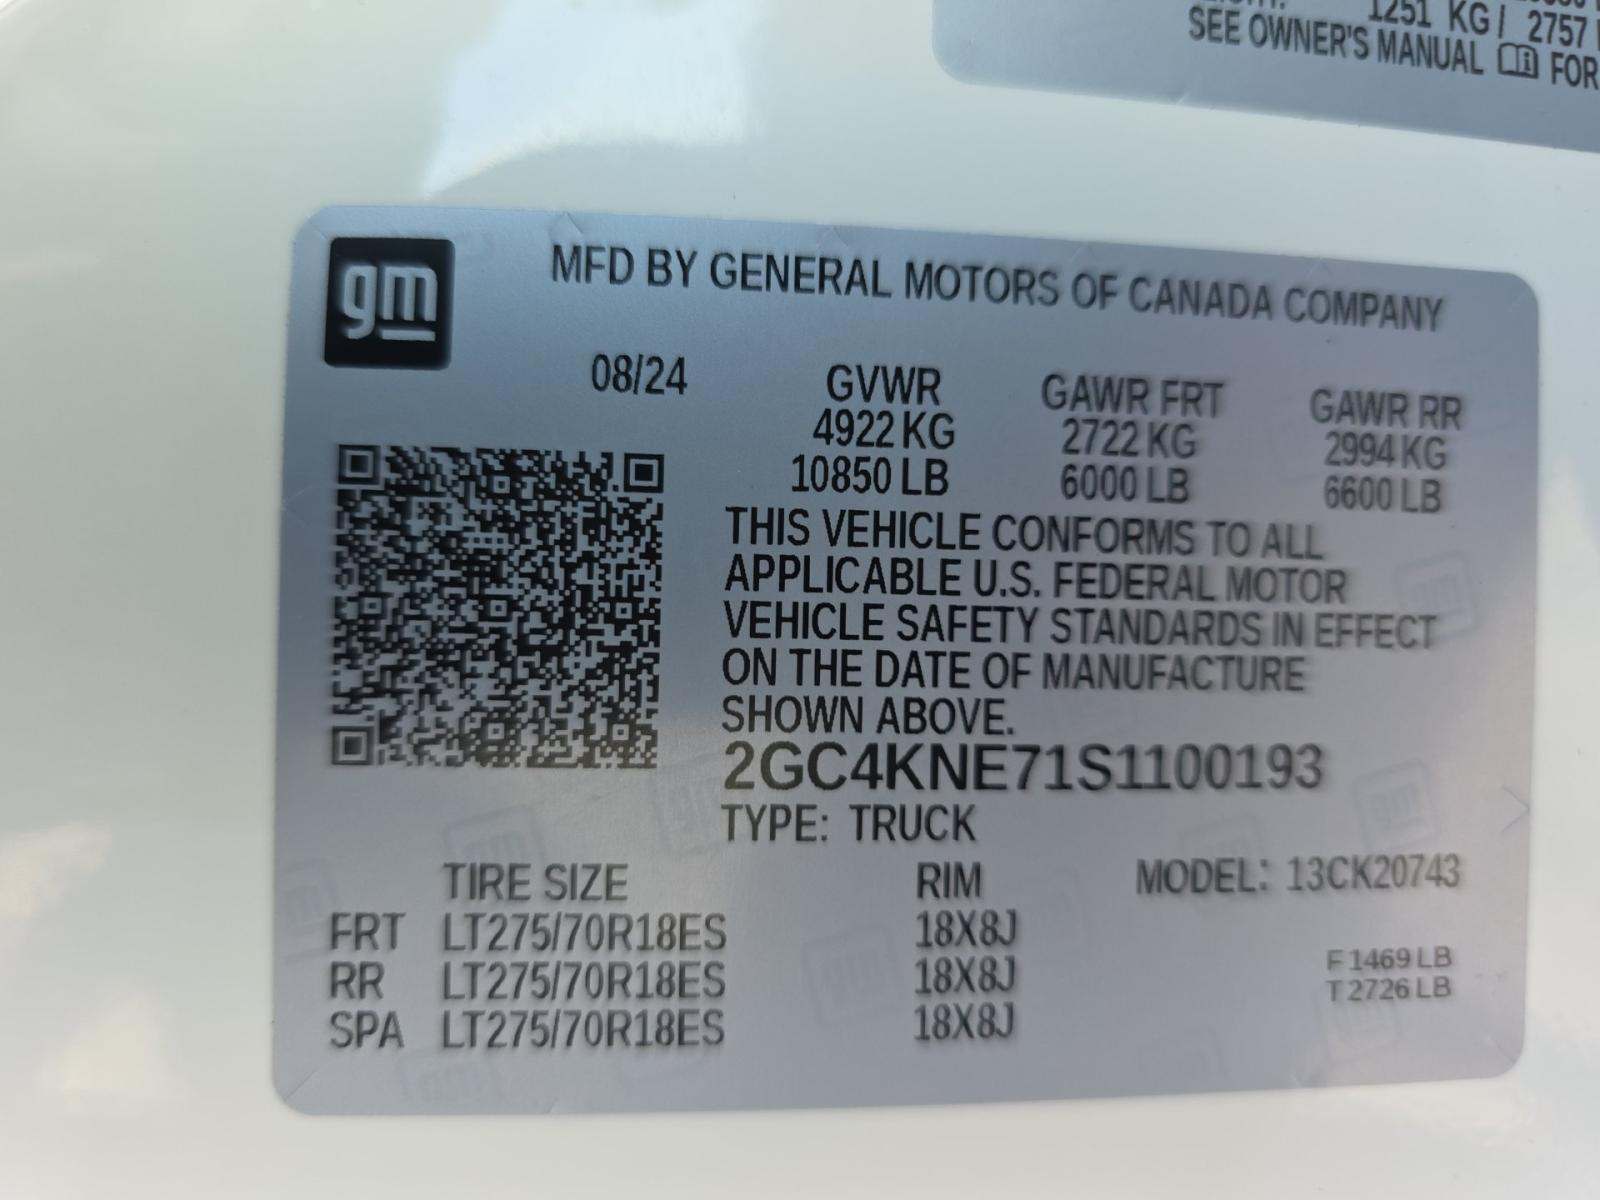 1251 KG / 2757
SEE OWNER'S MANUAL FOR
gm
MFD BY GENERAL MOTORS OF CANADA COMPANY
08/24 GVWR GAWR FRT GAWR RR
4922 KG 2722 KG 2994 KG
10850 LB 6000 LB 6600 LB
THIS VEHICLE CONFORMS TO ALL
APPLICABLE U.S. FEDERAL MOTOR
VEHICLE SAFETY STANDARDS IN EFFECT
ON THE DATE OF MANUFACTURE
SHOWN ABOVE.
2GC4KNE71S1100193
TYPE: TRUCK
TIRE SIZE RIM MODEL: 13CK20743
FRT LT275/70R18ES 18X8J
RR LT275/70R18ES 18X8J
SPA LT275/70R18ES 18X8J
F 1469 LB
T 2726 LB